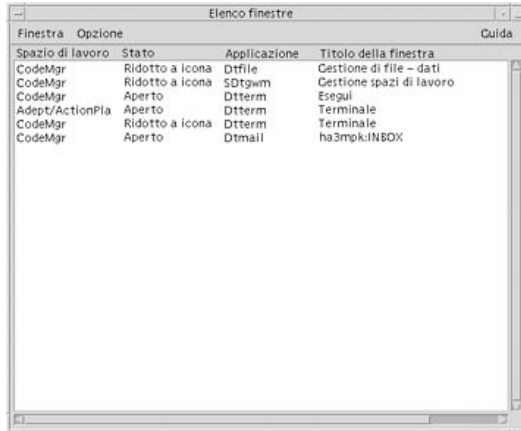 Elenco finestre
Finestra Opzione Guida
Spazio di lavoro Stato Applicazione Titolo della finestra
CodeMgr Ridotto a icona Dtfile Gestione di file – dati
CodeMgr Ridotto a icona SDtgwm Gestione spazi di lavoro
CodeMgr Aperto Dtterm Esegui
Adept/ActionPla Aperto Dtterm Terminale
CodeMgr Ridotto a icona Dtterm Terminale
CodeMgr Aperto Dtmail ha3mpk:INBOX